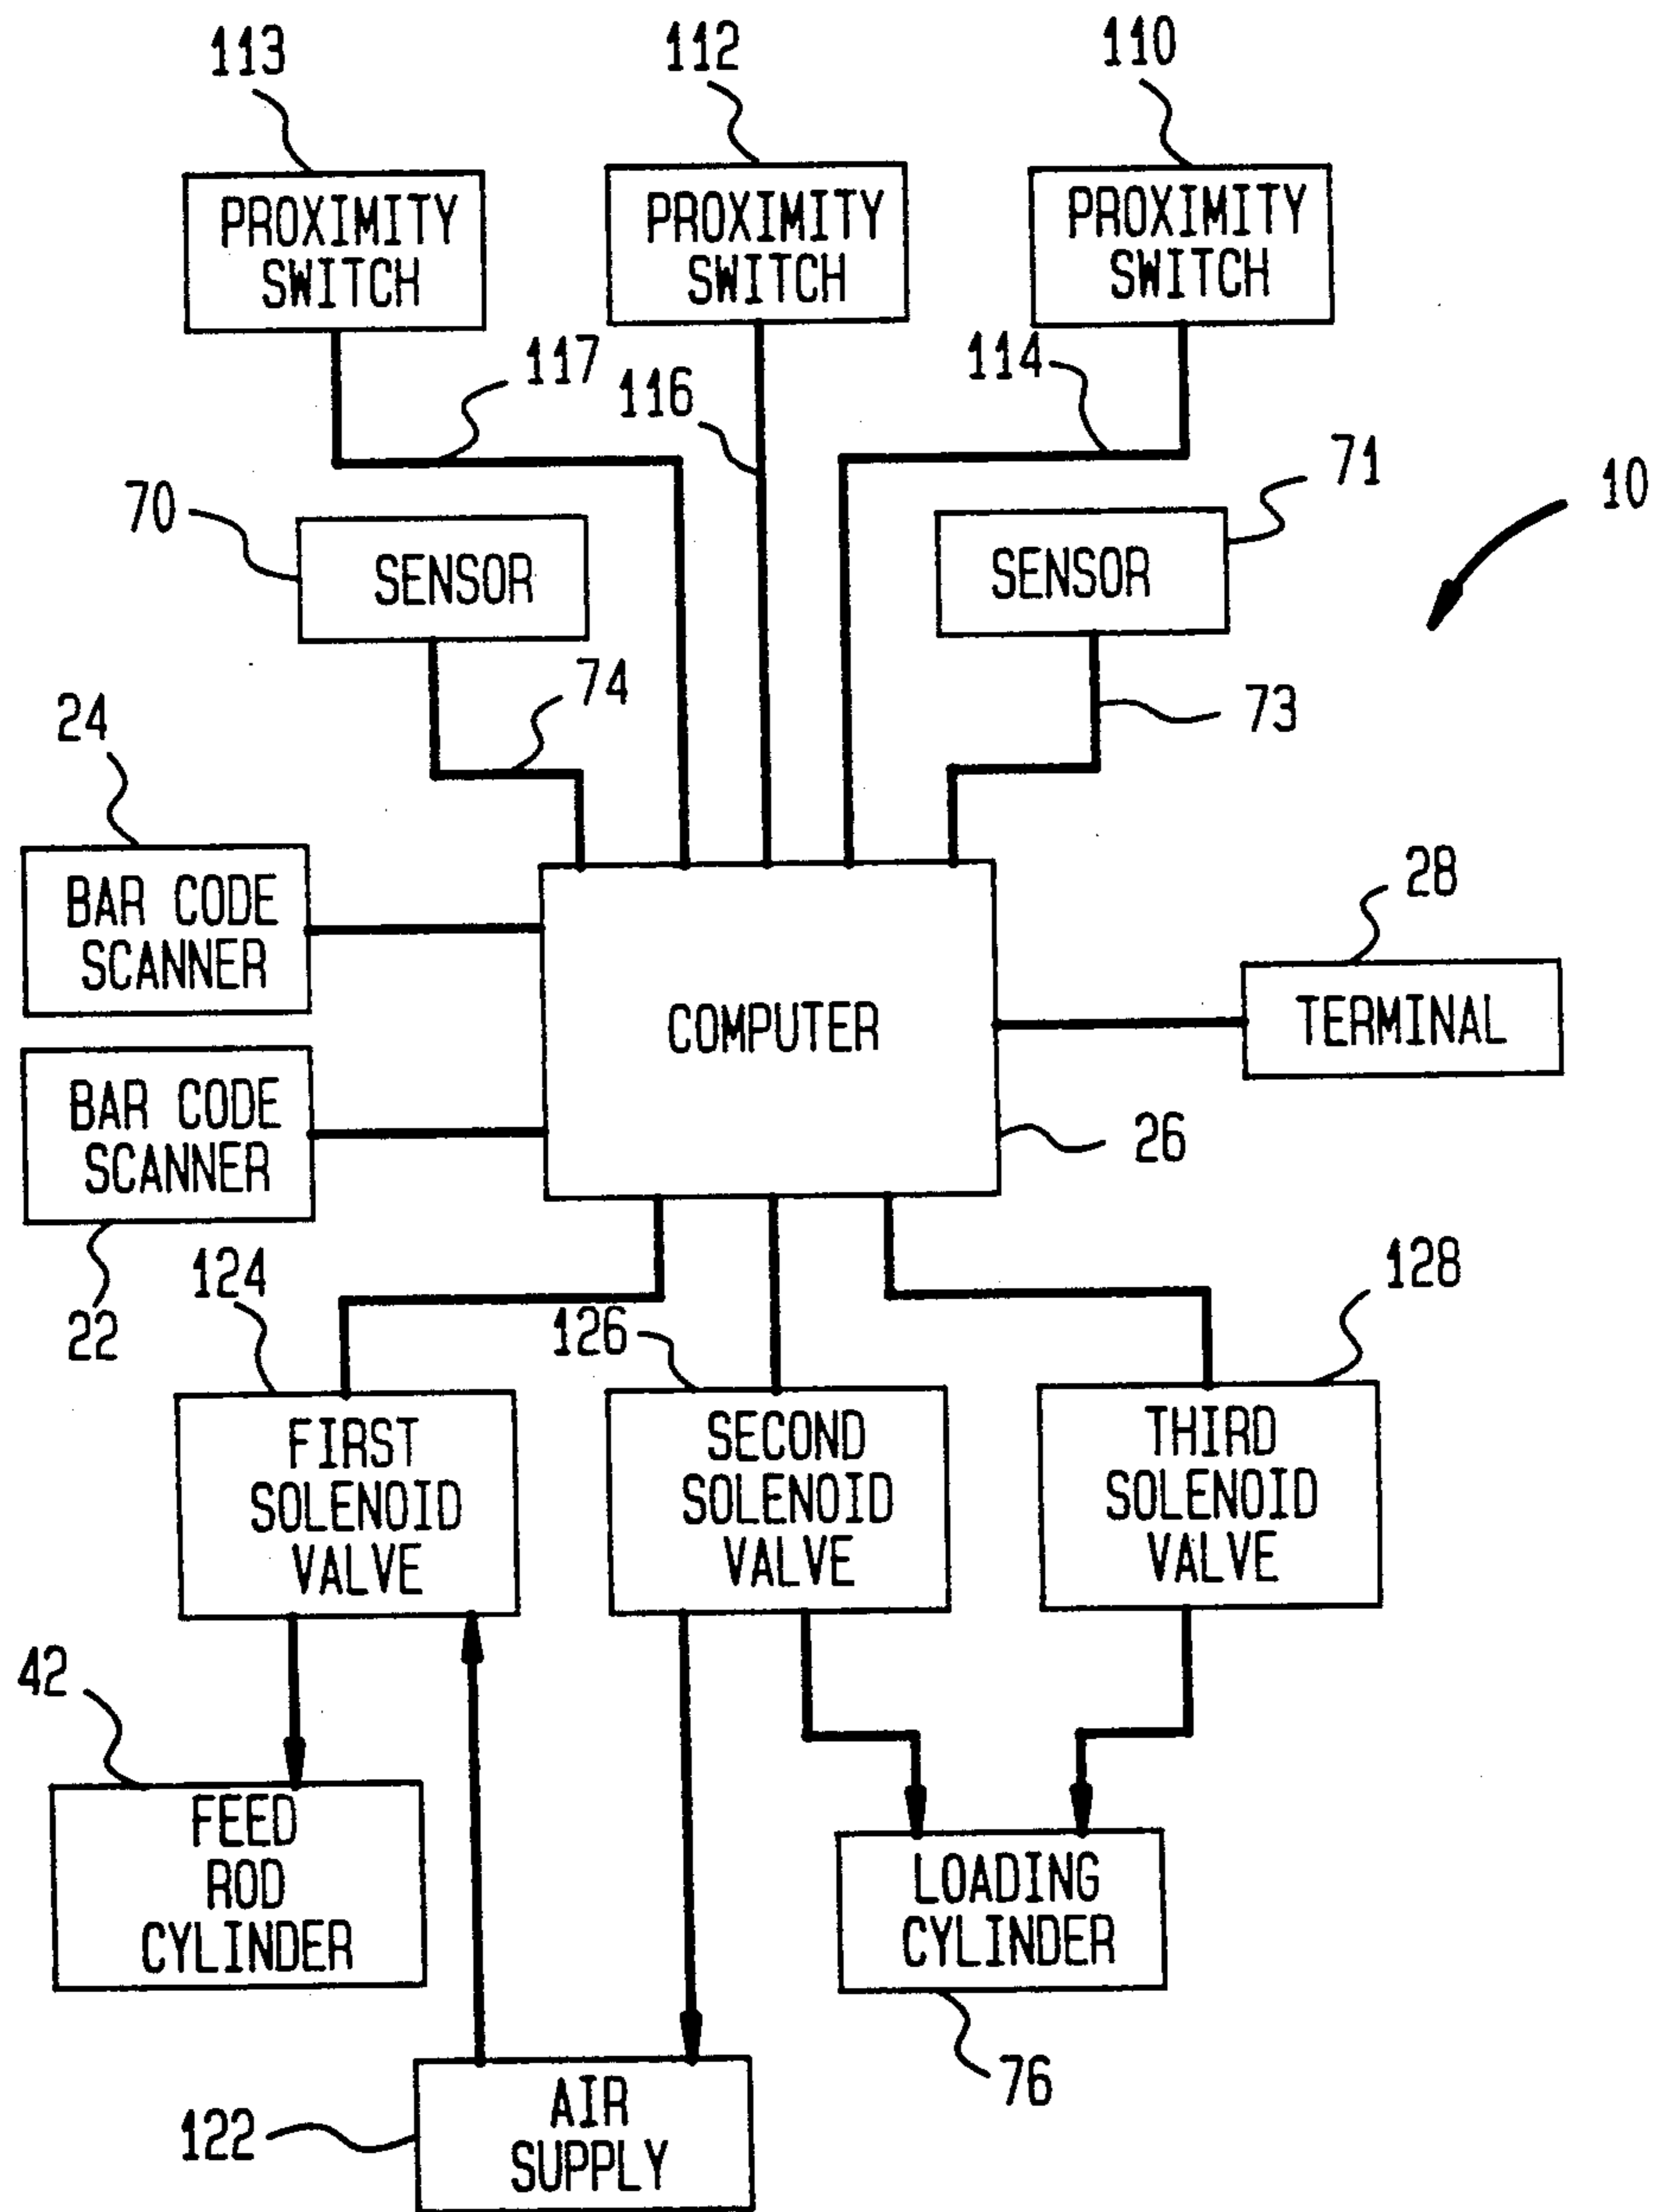 113
112
110
PROXIMITY
SWITCH
PROXIMITY
SWITCH
PROXIMITY
SWITCH
117
116
114
70
SENSOR
SENSOR
71
10
74
73
24
BAR CODE
SCANNER
COMPUTER
28
TERMINAL
BAR CODE
SCANNER
26
22
124
126
128
FIRST
SOLENOID
VALVE
SECOND
SOLENOID
VALVE
THIRD
SOLENOID
VALVE
42
FEED
ROD
CYLINDER
LOADING
CYLINDER
76
122
AIR
SUPPLY